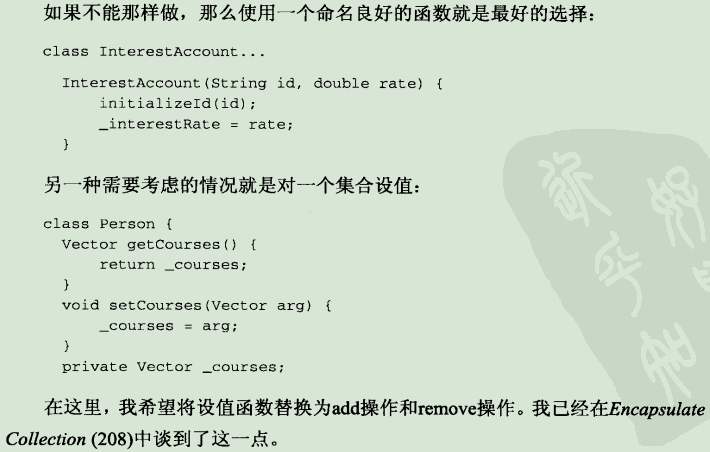 如果不能那样做，那么使用一个命名良好的函数就是最好的选择：
class InterestAccount...
InterestAccount(String id, double rate) {
initializeId(id);
_interestRate = rate;
}
另一种需要考虑的情况就是对一个集合设值：
class Person {
Vector getCourses() {
return _courses;
}
void setCourses(Vector arg) {
_courses = arg;
}
private Vector _courses;
在这里，我希望将设值函数替换为add操作和remove操作。我已经在Encapsulate
Collection (208)中谈到了这一点。